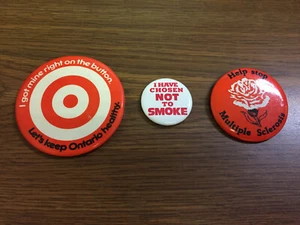 I got mine right on the button.
Let's keep Ontario healthy.
I HAVE
CHOSEN
NOT
TO
SMOKE
Help stop
Multiple Sclerosis